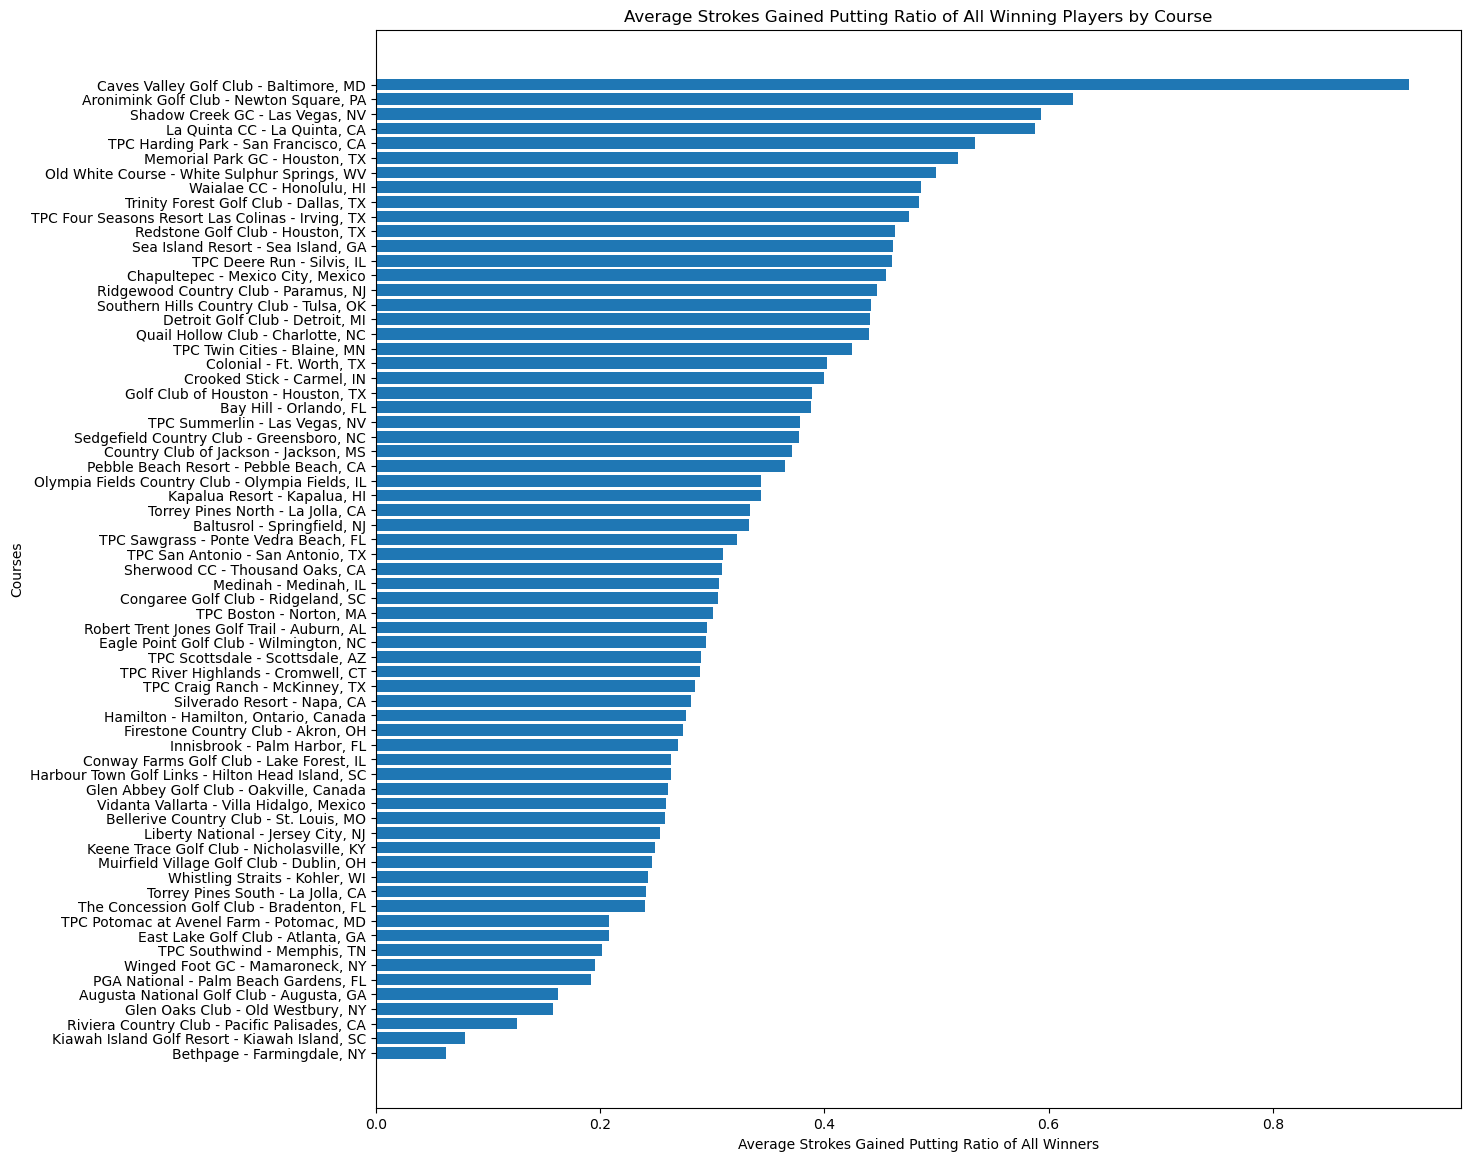 Average Strokes Gained Putting Ratio of All Winning Players by Course
Caves Valley Golf Club - Baltimore, MD
Aronimink Golf Club - Newton Square, PA
Shadow Creek GC - Las Vegas, NV
La Quinta CC - La Quinta, CA
TPC Harding Park - San Francisco, CA
Memorial Park GC - Houston, TX
Old White Course - White Sulphur Springs, WV
Waialae CC - Honolulu, HI
Trinity Forest Golf Club - Dallas, TX
TPC Four Seasons Resort Las Colinas - Irving, TX
Redstone Golf Club - Houston, TX
Sea Island Resort - Sea Island, GA
TPC Deere Run - Silvis, IL
Chapultepec - Mexico City, Mexico
Ridgewood Country Club - Paramus, NJ
Southern Hills Country Club - Tulsa, OK
Detroit Golf Club - Detroit, MI
Quail Hollow Club - Charlotte, NC
TPC Twin Cities - Blaine, MN
Colonial - Ft. Worth, TX
Crooked Stick - Carmel, IN
Golf Club of Houston - Houston, TX
Bay Hill - Orlando, FL
TPC Summerlin - Las Vegas, NV
Sedgefield Country Club - Greensboro, NC
Country Club of Jackson - Jackson, MS
Pebble Beach Resort - Pebble Beach, CA
Olympia Fields Country Club - Olympia Fields, IL
Kapalua Resort - Kapalua, HI
Torrey Pines North - La Jolla, CA
Baltusrol - Springfield, NJ
TPC Sawgrass - Ponte Vedra Beach, FL
TPC San Antonio - San Antonio, TX
Sherwood CC - Thousand Oaks, CA
Medinah - Medinah, IL
Congaree Golf Club - Ridgeland, SC
TPC Boston - Norton, MA
Robert Trent Jones Golf Trail - Auburn, AL
Eagle Point Golf Club - Wilmington, NC
TPC Scottsdale - Scottsdale, AZ
TPC River Highlands - Cromwell, CT
TPC Craig Ranch - McKinney, TX
Silverado Resort - Napa, CA
Hamilton - Hamilton, Ontario, Canada
Firestone Country Club - Akron, OH
Innisbrook - Palm Harbor, FL
Conway Farms Golf Club - Lake Forest, IL
Harbour Town Golf Links - Hilton Head Island, SC
Glen Abbey Golf Club - Oakville, Canada
Vidanta Vallarta - Villa Hidalgo, Mexico
Bellerive Country Club - St. Louis, MO
Liberty National - Jersey City, NJ
Keene Trace Golf Club - Nicholasville, KY
Muirfield Village Golf Club - Dublin, OH
Whistling Straits - Kohler, WI
Torrey Pines South - La Jolla, CA
The Concession Golf Club - Bradenton, FL
TPC Potomac at Avenel Farm - Potomac, MD
East Lake Golf Club - Atlanta, GA
TPC Southwind - Memphis, TN
Winged Foot GC - Mamaroneck, NY
PGA National - Palm Beach Gardens, FL
Augusta National Golf Club - Augusta, GA
Glen Oaks Club - Old Westbury, NY
Riviera Country Club - Pacific Palisades, CA
Kiawah Island Golf Resort - Kiawah Island, SC
Bethpage - Farmingdale, NY
Courses
0.0 0.2 0.4 0.6 0.8
Average Strokes Gained Putting Ratio of All Winners